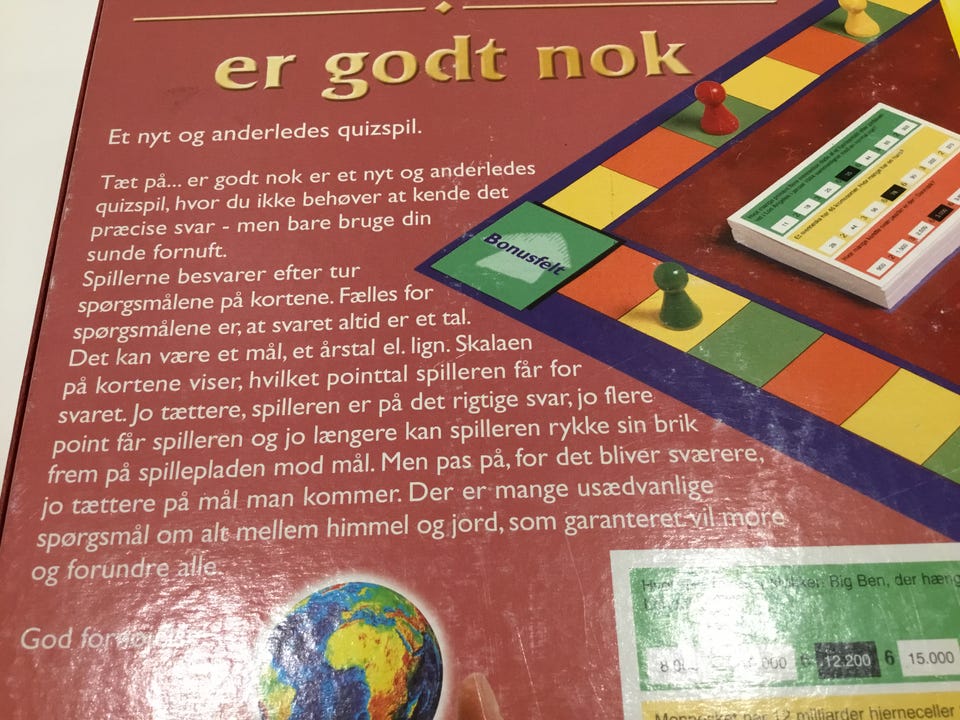 er godt nok
Et nyt og anderledes quizspil.
Tæt på... er godt nok er et nyt og anderledes
quizspil, hvor du ikke behøver at kende det
præcise svar - men bare bruge din
sunde fornuft.
Spillerne besvarer efter tur
spørgsmålene på kortene. Fælles for
spørgsmålene er, at svaret altid er et tal.
Det kan være et mål, et årstal el. lign. Skalaen
på kortene viser, hvilket pointtal spilleren får for
svaret. Jo tættere, spilleren er på det rigtige svar, jo flere
point får spilleren og jo længere kan spilleren rykke sin brik
frem på spillepladen mod mål. Men pas på, for det bliver sværere,
jo tættere på mål man kommer. Der er mange usædvanlige
spørgsmål om alt mellem himmel og jord, som garanteret vil more
og forundre alle.
God
Bonusfelt
Big Ben, der hæng
12.200 6 15.000
Mennesket har 12 milliarder hjerneceller